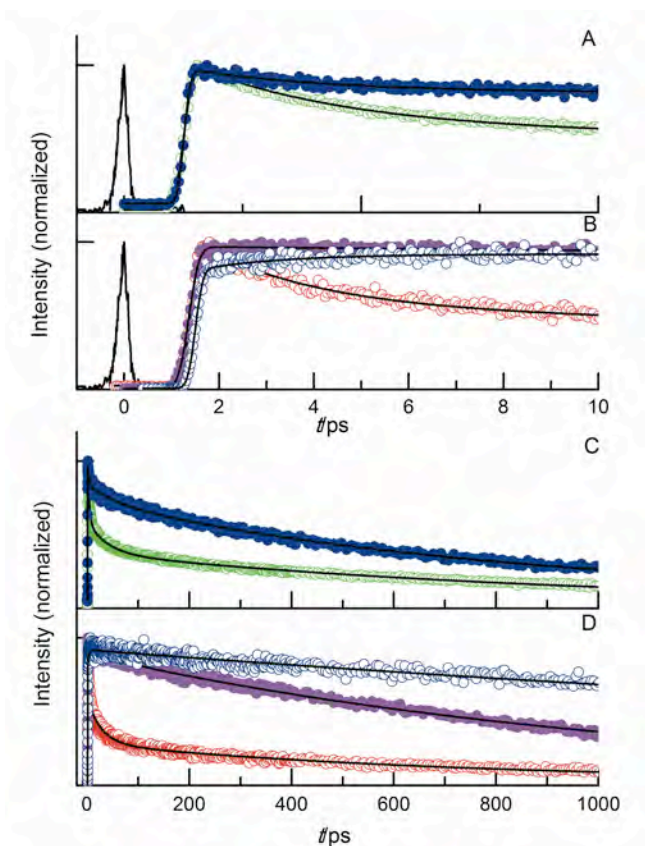 A
B
Intensity (normalized)
0 2 4 6 8 10
t/ps
C
D
Intensity (normalized)
0 200 400 600 800 1000
t/ps